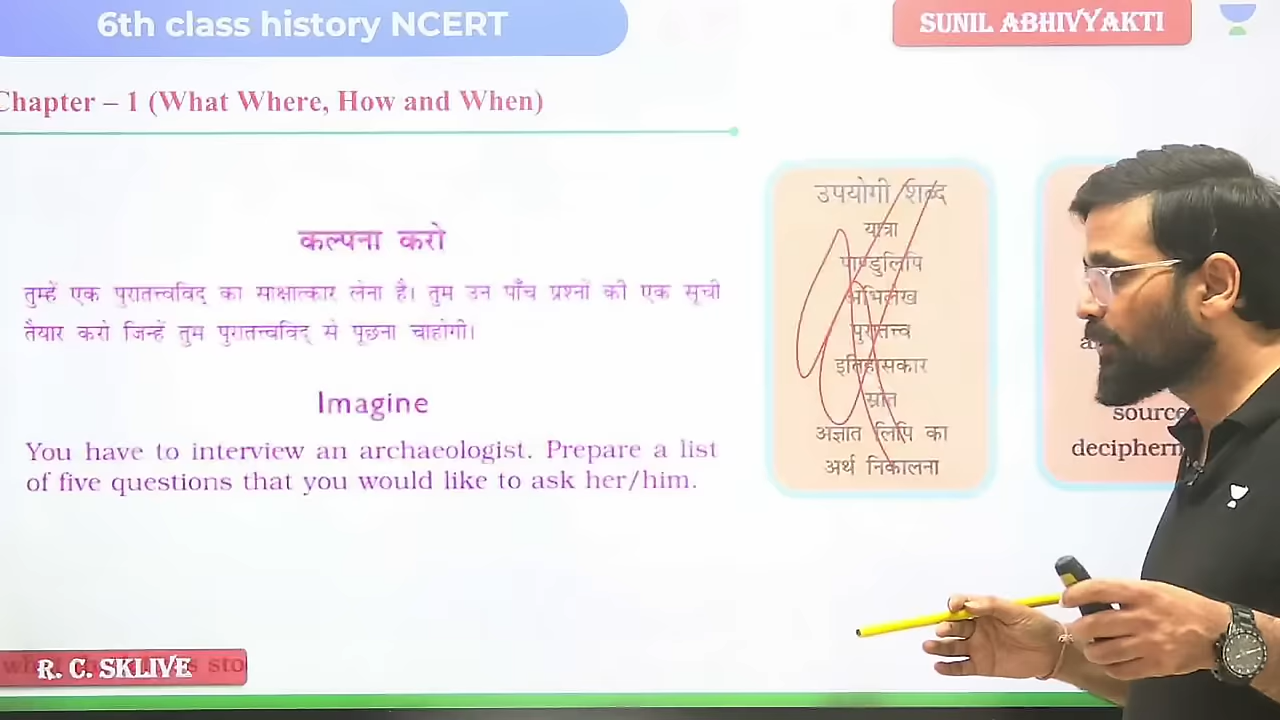 6th class history NCERT
SUNIL ABHIVYAKTI
Chapter – 1 (What Where, How and When)
कल्पना करो
तुम्हें एक पुरातत्त्वविद् का साक्षात्कार लेना है। तुम उन पाँच प्रश्नों की एक सूची
तैयार करो जिन्हें तुम पुरातत्त्वविद् से पूछना चाहोगी।
Imagine
You have to interview an archaeologist. Prepare a list
of five questions that you would like to ask her/him.
उपयोगी शब्द
यात्रा
पाण्डुलिपि
अभिलेख
पुरातत्त्व
इतिहासकार
स्रोत
अज्ञात लिपि का
अर्थ निकालना
source
decipherm
R. C. SKLIVE